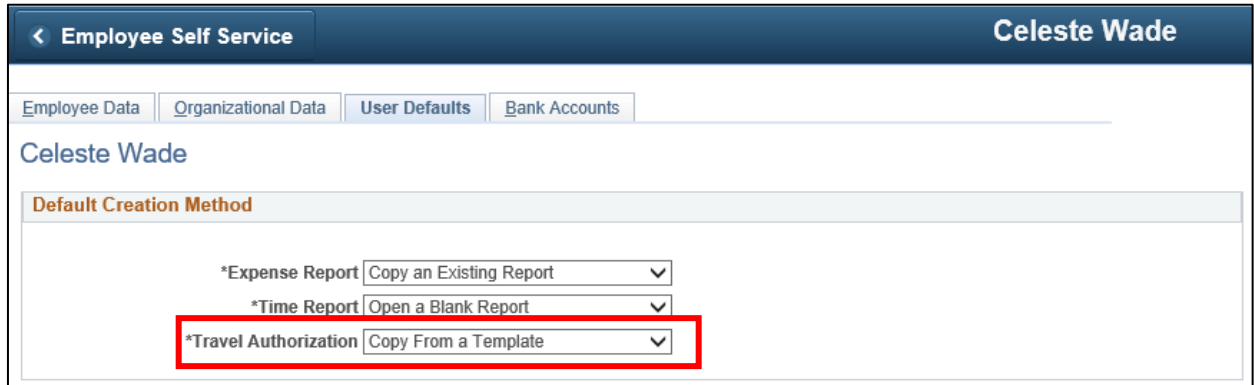 Employee Self Service
Celeste Wade
Employee Data
Organizational Data
User Defaults
Bank Accounts
Celeste Wade
Default Creation Method
*Expense Report Copy an Existing Report
*Time Report Open a Blank Report
*Travel Authorization Copy From a Template